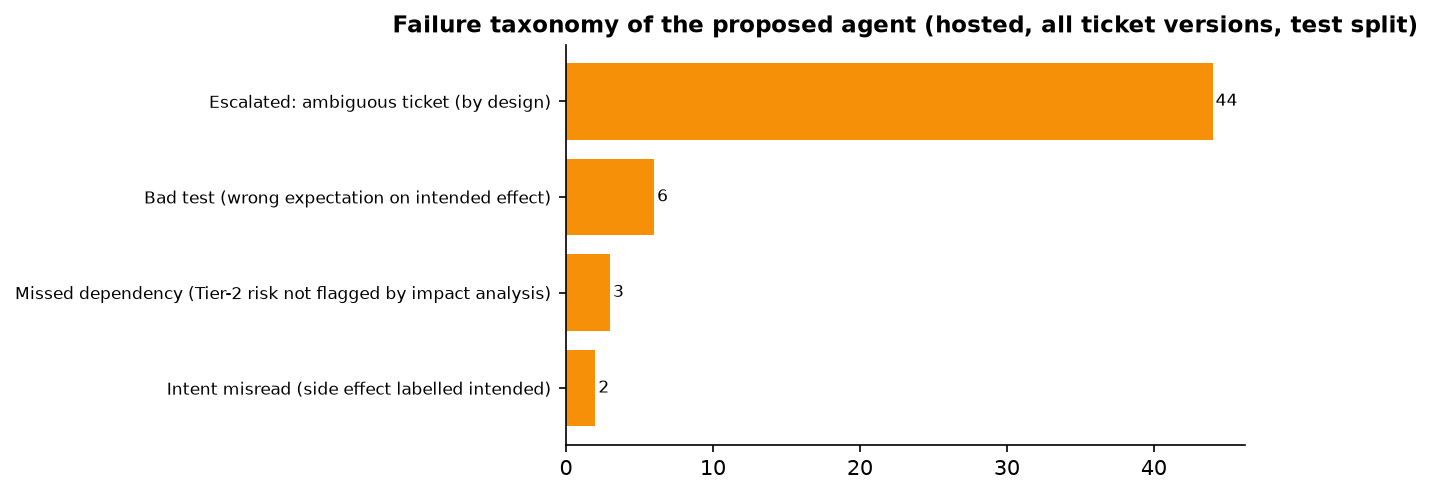 Failure taxonomy of the proposed agent (hosted, all ticket versions, test split)
Escalated: ambiguous ticket (by design)
44
Bad test (wrong expectation on intended effect)
6
Missed dependency (Tier-2 risk not flagged by impact analysis)
3
Intent misread (side effect labelled intended)
2
0 10 20 30 40